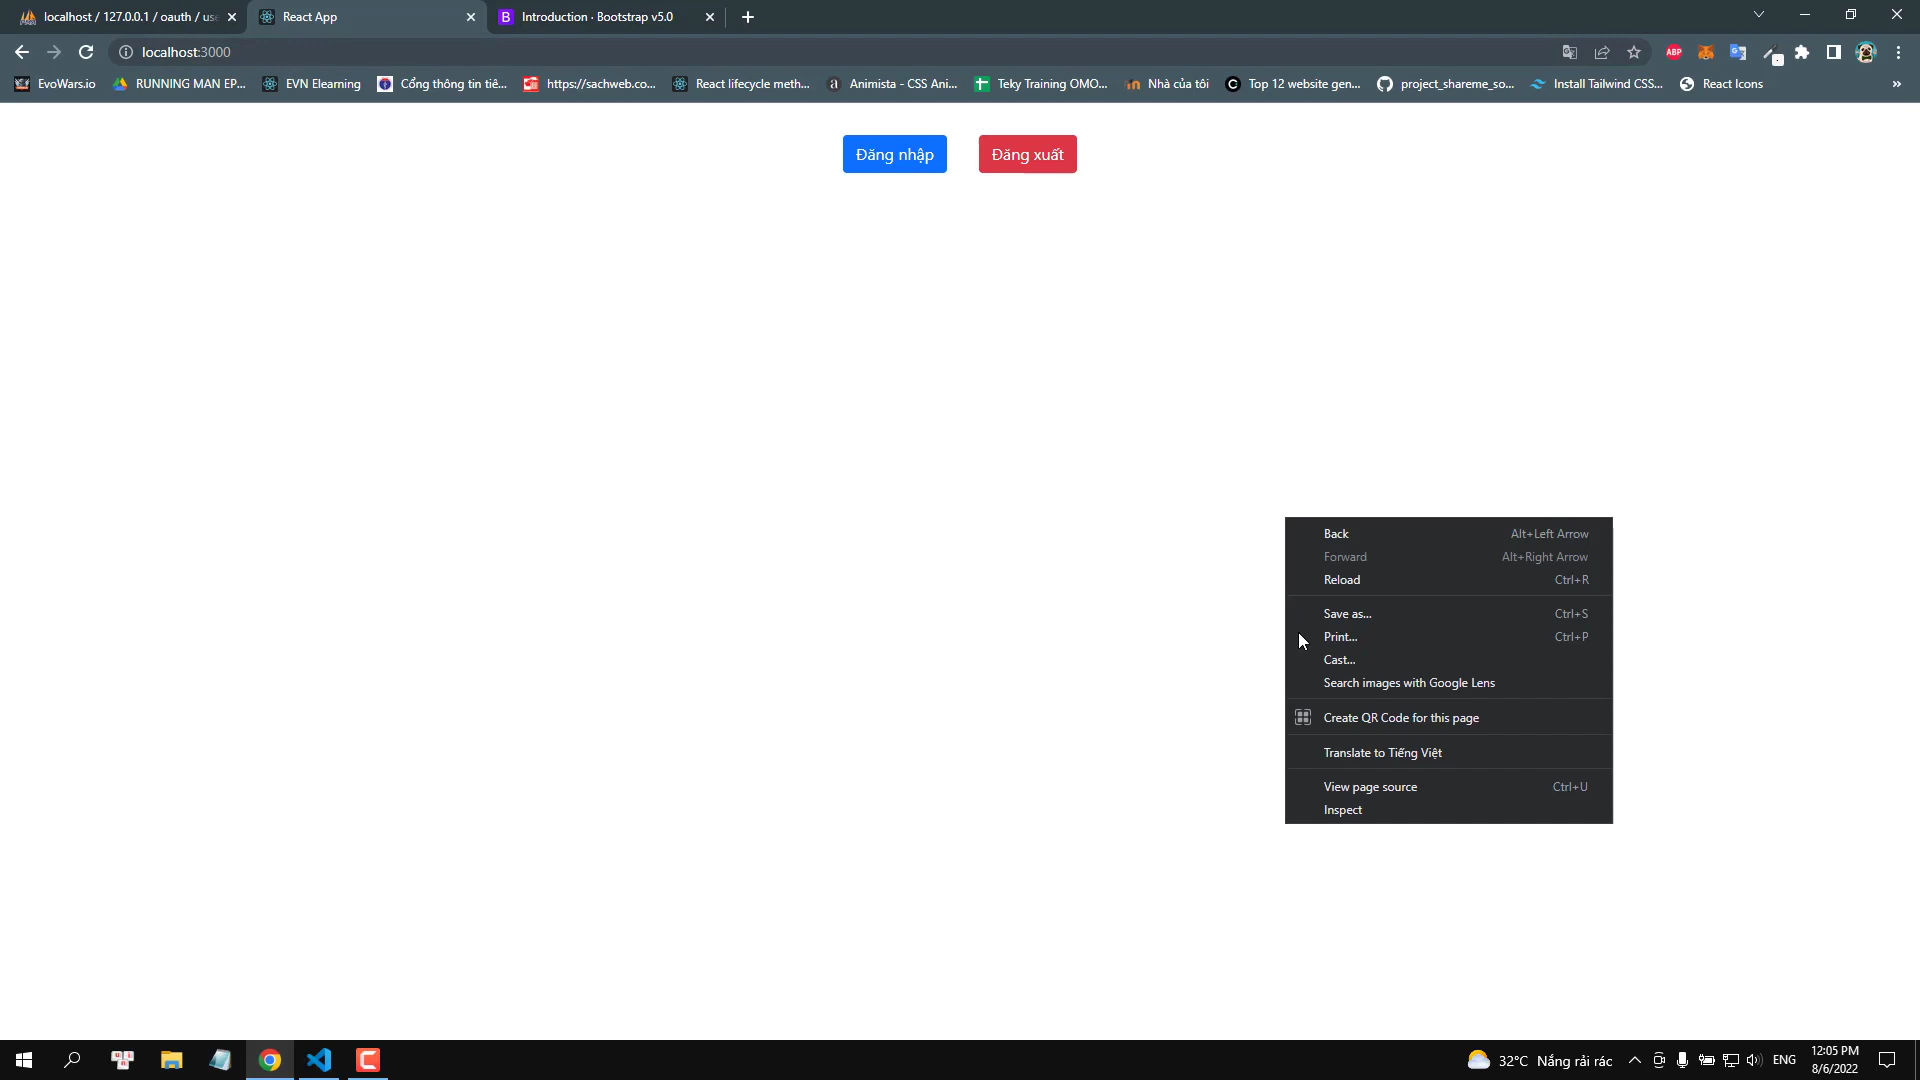 localhost / 127.0.0.1 / oauth / use
React App
Introduction · Bootstrap v5.0
localhost:3000
ABP
EvoWars.io
RUNNING MAN EP...
EVN Elearning
Cổng thông tin tiê...
https://sachweb.co...
React lifecycle meth...
Animista - CSS Ani...
Teky Training OMO...
Nhà của tôi
Top 12 website gen...
project_shareme_so...
Install Tailwind CSS...
React Icons
»
Đăng nhập
Đăng xuất
Back Alt+Left Arrow
Forward Alt+Right Arrow
Reload Ctrl+R
Save as... Ctrl+S
Print... Ctrl+P
Cast...
Search images with Google Lens
Create QR Code for this page
Translate to Tiếng Việt
View page source Ctrl+U
Inspect
32°C Nắng rải rác
ENG
12:05 PM
8/6/2022